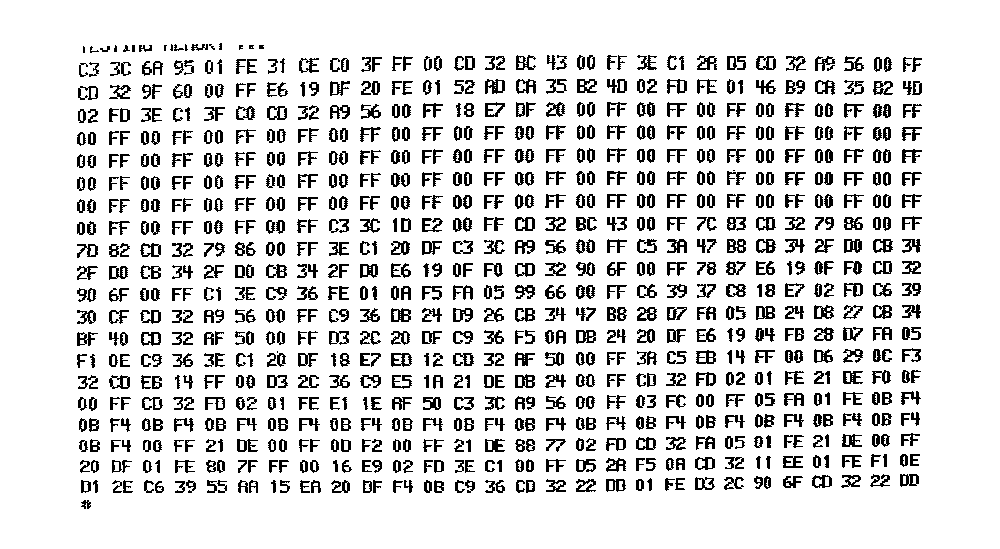 C3 3C 6A 95 01 FE 31 CE C0 3F FF 00 CD 32 BC 43 00 FF 3E C1 2A D5 CD 32 A9 56 00 FF
CD 32 9F 60 00 FF E6 19 DF 20 FE 01 52 AD CA 35 B2 4D 02 FD FE 01 46 B9 CA 35 B2 4D
02 FD 3E C1 3F C0 CD 32 A9 56 00 FF 18 E7 DF 20 00 FF 00 FF 00 FF 00 FF 00 FF 00 FF
00 FF 00 FF 00 FF 00 FF 00 FF 00 FF 00 FF 00 FF 00 FF 00 FF 00 FF 00 FF 00 FF 00 FF
00 FF 00 FF 00 FF 00 FF 00 FF 00 FF 00 FF 00 FF 00 FF 00 FF 00 FF 00 FF 00 FF 00 FF
00 FF 00 FF 00 FF 00 FF 00 FF 00 FF 00 FF 00 FF 00 FF 00 FF 00 FF 00 FF 00 FF 00 FF
00 FF 00 FF 00 FF 00 FF 00 FF 00 FF 00 FF 00 FF 00 FF 00 FF 00 FF 00 FF 00 FF 00 FF
00 FF 00 FF 00 FF 00 FF C3 3C 1D E2 00 FF CD 32 BC 43 00 FF 7C 83 CD 32 79 86 00 FF
7D 82 CD 32 79 86 00 FF 3E C1 20 DF C3 3C A9 56 00 FF C5 3A 47 B8 CB 34 2F D0 CB 34
2F D0 CB 34 2F D0 CB 34 2F D0 E6 19 0F F0 CD 32 90 6F 00 FF 78 87 E6 19 0F F0 CD 32
90 6F 00 FF C1 3E C9 36 FE 01 0A F5 FA 05 99 66 00 FF C6 39 37 C8 18 E7 02 FD C6 39
30 CF CD 32 A9 56 00 FF C9 36 DB 24 D9 26 CB 34 47 B8 28 D7 FA 05 DB 24 D8 27 CB 34
BF 40 CD 32 AF 50 00 FF D3 2C 20 DF C9 36 F5 0A DB 24 20 DF E6 19 04 FB 28 D7 FA 05
F1 0E C9 36 3E C1 20 DF 18 E7 ED 12 CD 32 AF 50 00 FF 3A C5 EB 14 FF 00 D6 29 0C F3
32 CD EB 14 FF 00 D3 2C 36 C9 E5 1A 21 DE DB 24 00 FF CD 32 FD 02 01 FE 21 DE F0 0F
00 FF CD 32 FD 02 01 FE E1 1E AF 50 C3 3C A9 56 00 FF 03 FC 00 FF 05 FA 01 FE 0B F4
0B F4 0B F4 0B F4 0B F4 0B F4 0B F4 0B F4 0B F4 0B F4 0B F4 0B F4 0B F4 0B F4 0B F4
0B F4 00 FF 21 DE 00 FF 0D F2 00 FF 21 DE 88 77 02 FD CD 32 FA 05 01 FE 21 DE 00 FF
20 DF 01 FE 80 7F FF 00 16 E9 02 FD 3E C1 00 FF D5 2A F5 0A CD 32 11 EE 01 FE F1 0E
D1 2E C6 39 55 AA 15 EA 20 DF F4 0B C9 36 CD 32 22 DD 01 FE D3 2C 90 6F CD 32 22 DD
#